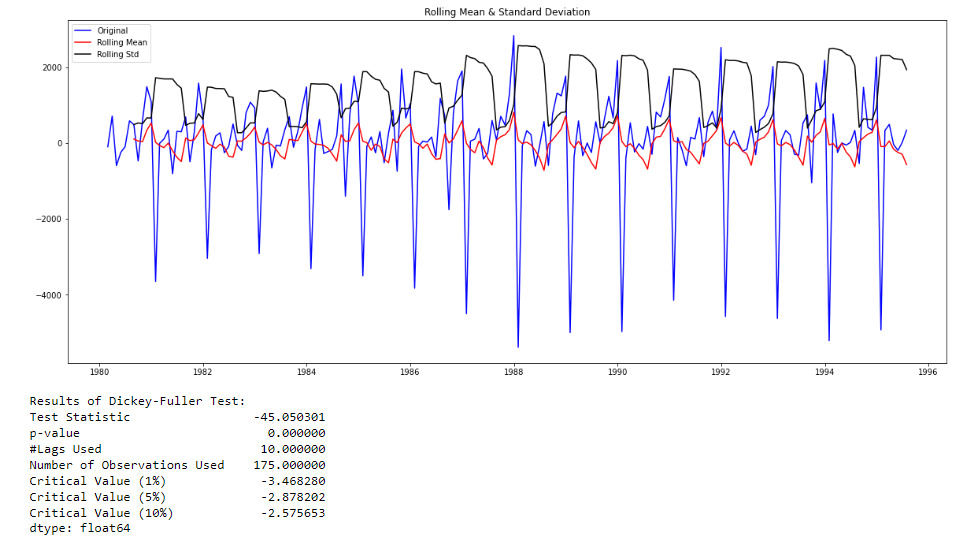 Rolling Mean & Standard Deviation
Original
Rolling Mean
Rolling Std
2000
0
−2000
−4000
1980 1982 1984 1986 1988 1990 1992 1994 1996
Results of Dickey-Fuller Test:
Test Statistic -45.050301
p-value 0.000000
#Lags Used 10.000000
Number of Observations Used 175.000000
Critical Value (1%) -3.468280
Critical Value (5%) -2.878202
Critical Value (10%) -2.575653
dtype: float64